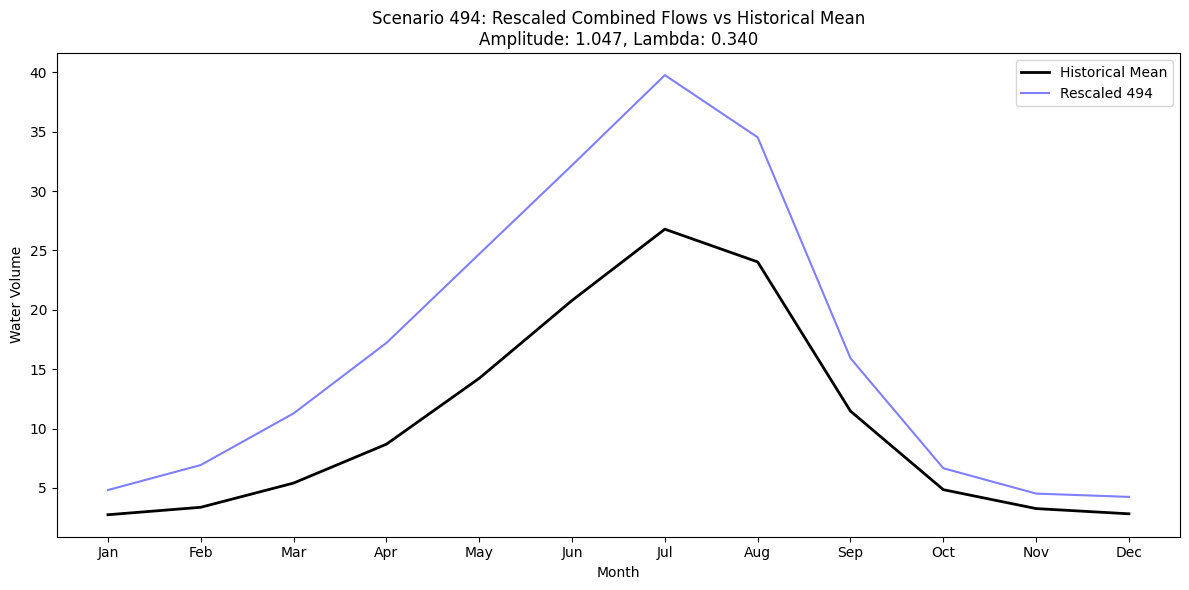 Scenario 494: Rescaled Combined Flows vs Historical Mean
Amplitude: 1.047, Lambda: 0.340
Historical Mean
Rescaled 494
Water Volume
40
35
30
25
20
15
10
5
Jan Feb Mar Apr May Jun Jul Aug Sep Oct Nov Dec
Month